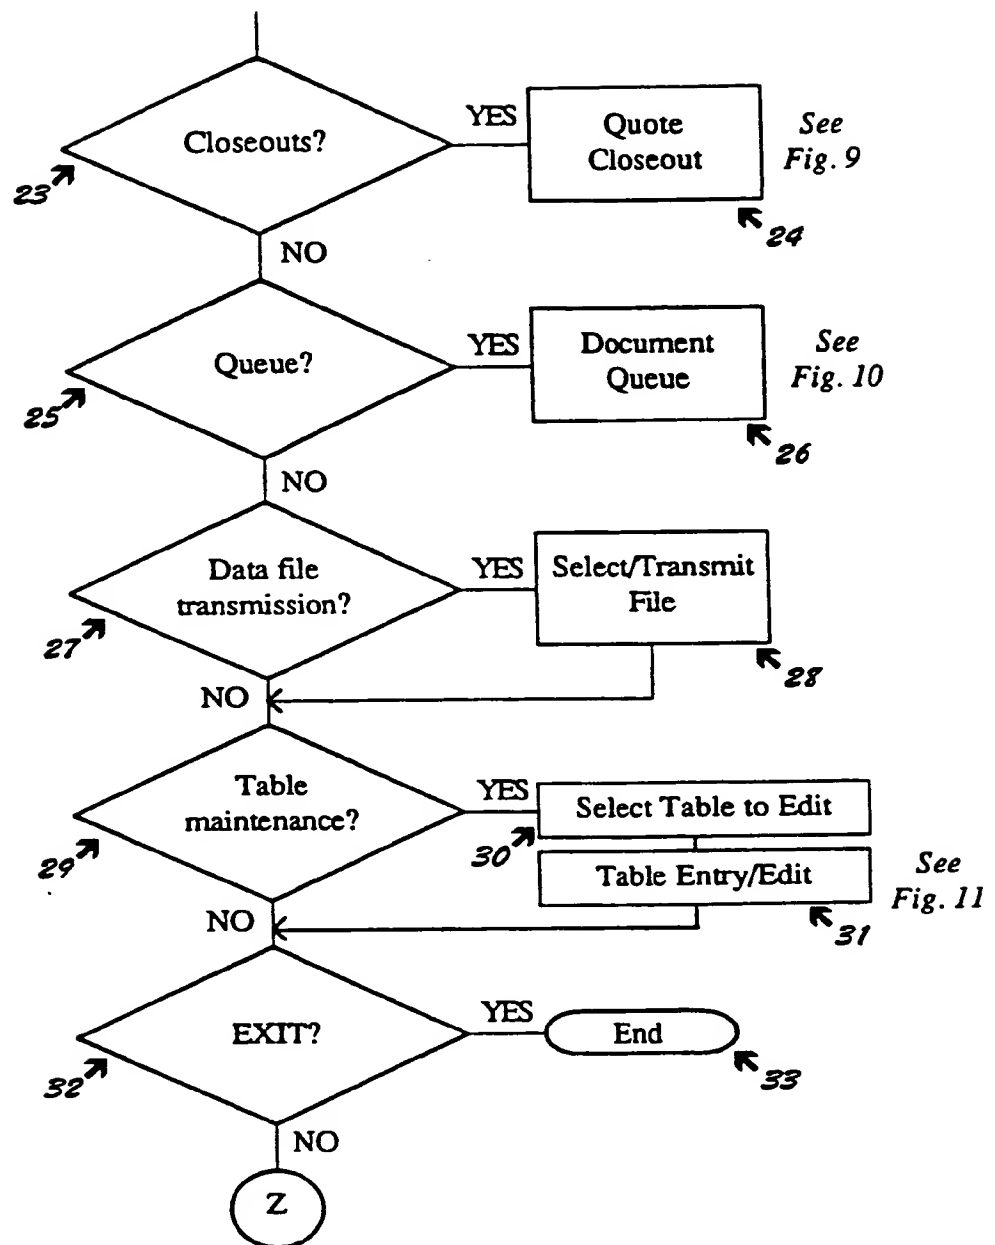 Closeouts?
YES
Quote
Closeout
See
Fig. 9
23
24
NO
Queue?
YES
Document
Queue
See
Fig. 10
25
26
NO
Data file
transmission?
YES
Select/Transmit
File
27
28
NO
Table
maintenance?
YES
Select Table to Edit
30
29
Table Entry/Edit
See
Fig. 11
31
NO
EXIT?
YES
End
32
33
NO
Z